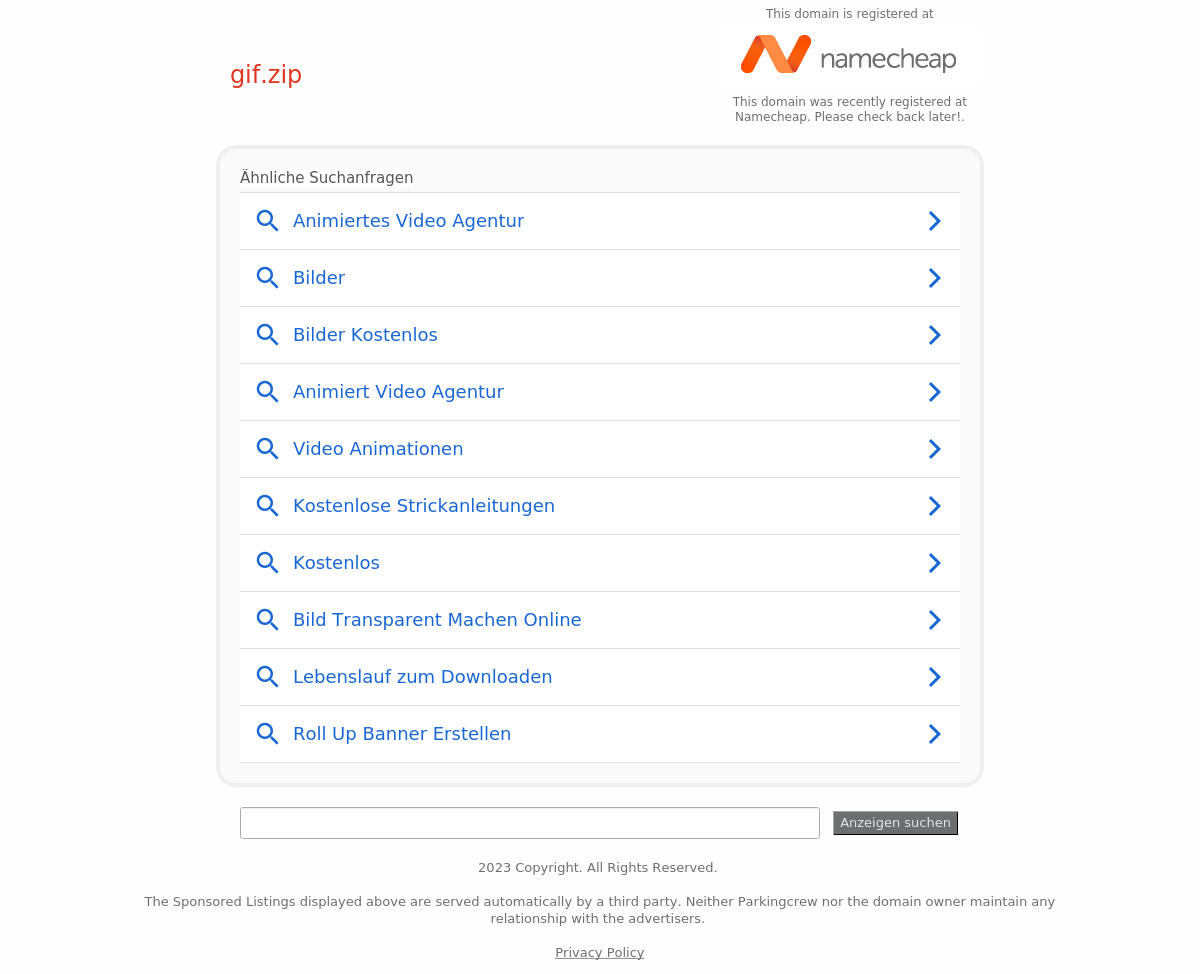 This domain is registered at
namecheap
gif.zip
This domain was recently registered at
Namecheap. Please check back later!.
Ähnliche Suchanfragen
Animiertes Video Agentur
Bilder
Bilder Kostenlos
Animiert Video Agentur
Video Animationen
Kostenlose Strickanleitungen
Kostenlos
Bild Transparent Machen Online
Lebenslauf zum Downloaden
Roll Up Banner Erstellen
Anzeigen suchen
2023 Copyright. All Rights Reserved.
The Sponsored Listings displayed above are served automatically by a third party. Neither Parkingcrew nor the domain owner maintain any
relationship with the advertisers.
Privacy Policy